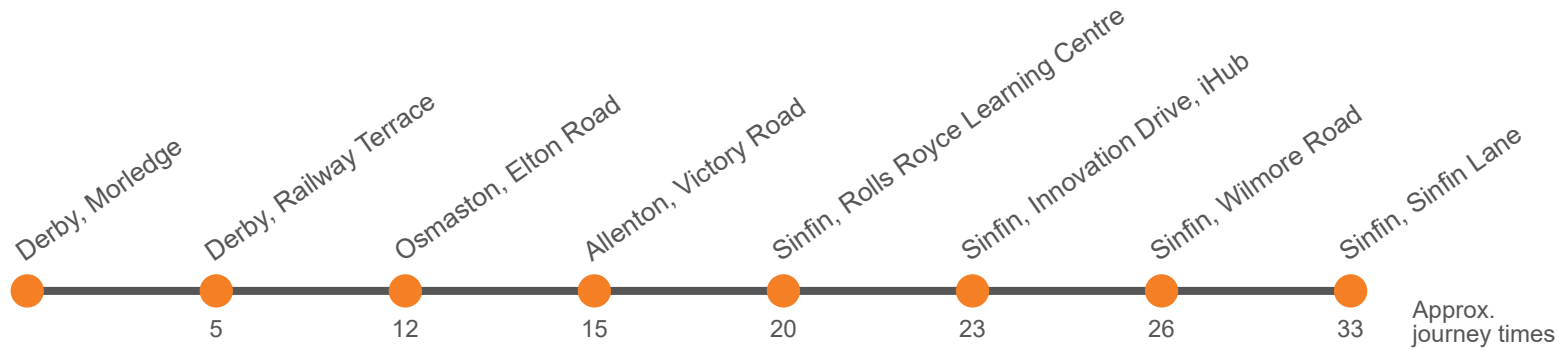 Derby, Morledge
Derby, Railway Terrace
Osmaston, Elton Road
Allenton, Victory Road
Sinfin, Rolls Royce Learning Centre
Sinfin, Innovation Drive, iHub
Sinfin, Wilmore Road
Sinfin, Sinfin Lane
5
12
15
20
23
26
33
Approx.
journey times